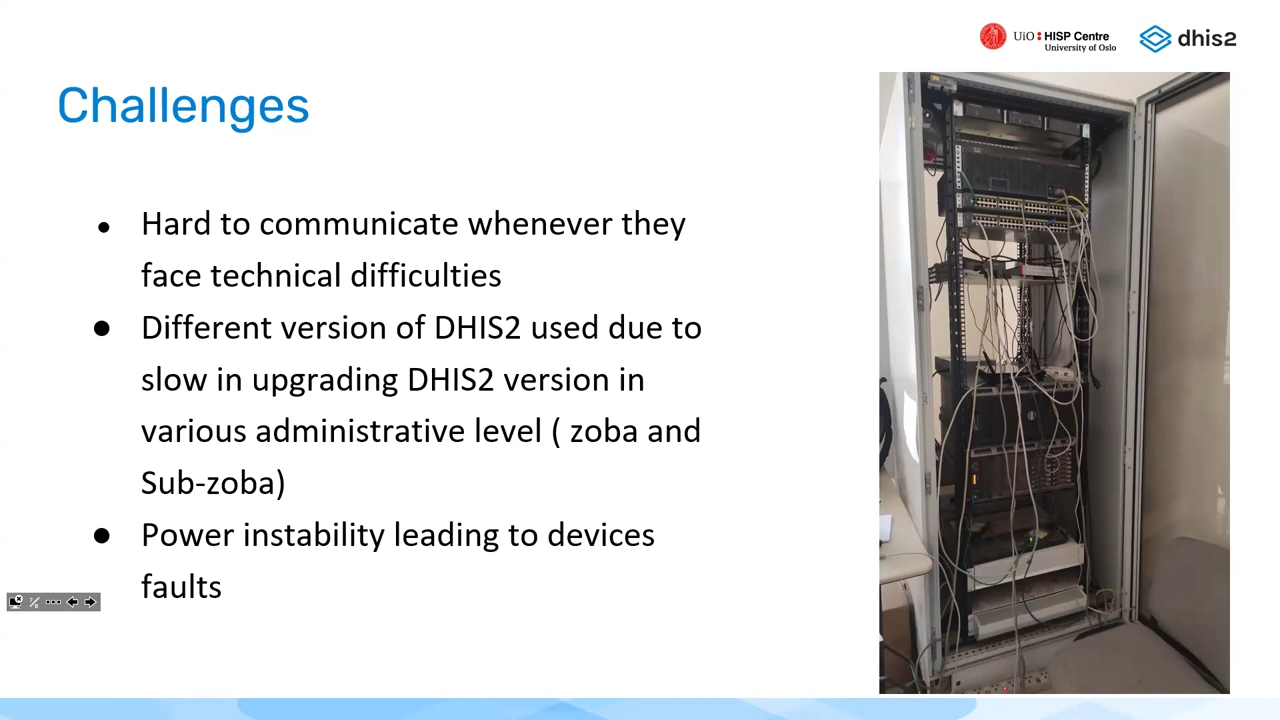 UiO HISP Centre
University of Oslo
dhis2
Challenges
● Hard to communicate whenever they
face technical difficulties
● Different version of DHIS2 used due to
slow in upgrading DHIS2 version in
various administrative level ( zoba and
Sub-zoba)
● Power instability leading to devices
faults